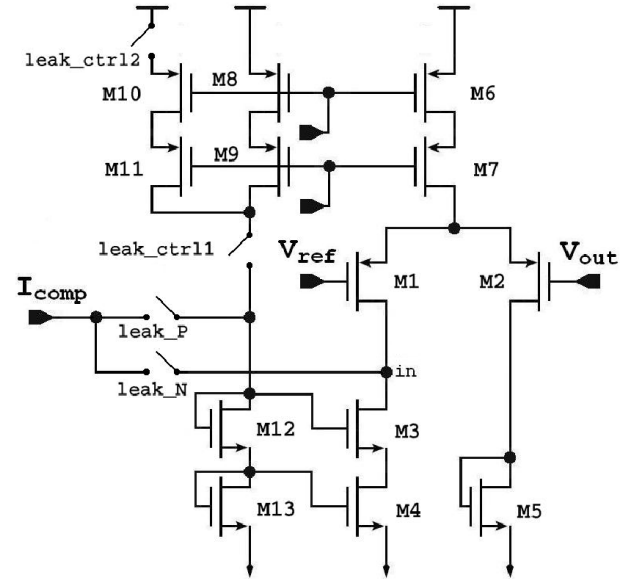 leak_ctrl2
M10
M8
M6
M11
M9
M7
leak_ctrl1
Vref
Vout
M1
M2
Icomp
leak_P
leak_N
in
M12
M3
M13
M4
M5